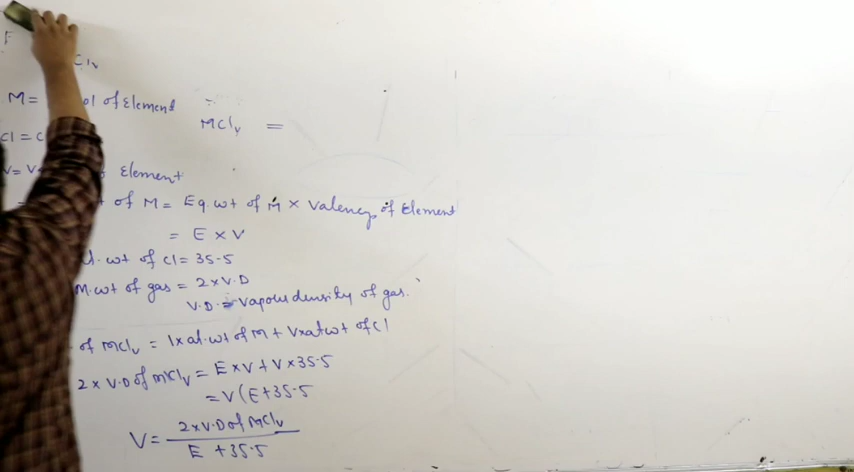 Clv
M= ol of Element
MClv =
Cl = C
V= V Element
of M = Eq.wt of M × Valency of Element
= E × V
t. wt of Cl = 35.5
M.wt of gas = 2×V.D
V.D. = Vapour density of gas.
of MClv = 1×at.wt of M + V×at wt of Cl
2 × V.D of MClv = E×V + V×35.5
= V(E+35.5
V = 2×V.D of MClv
E + 35.5